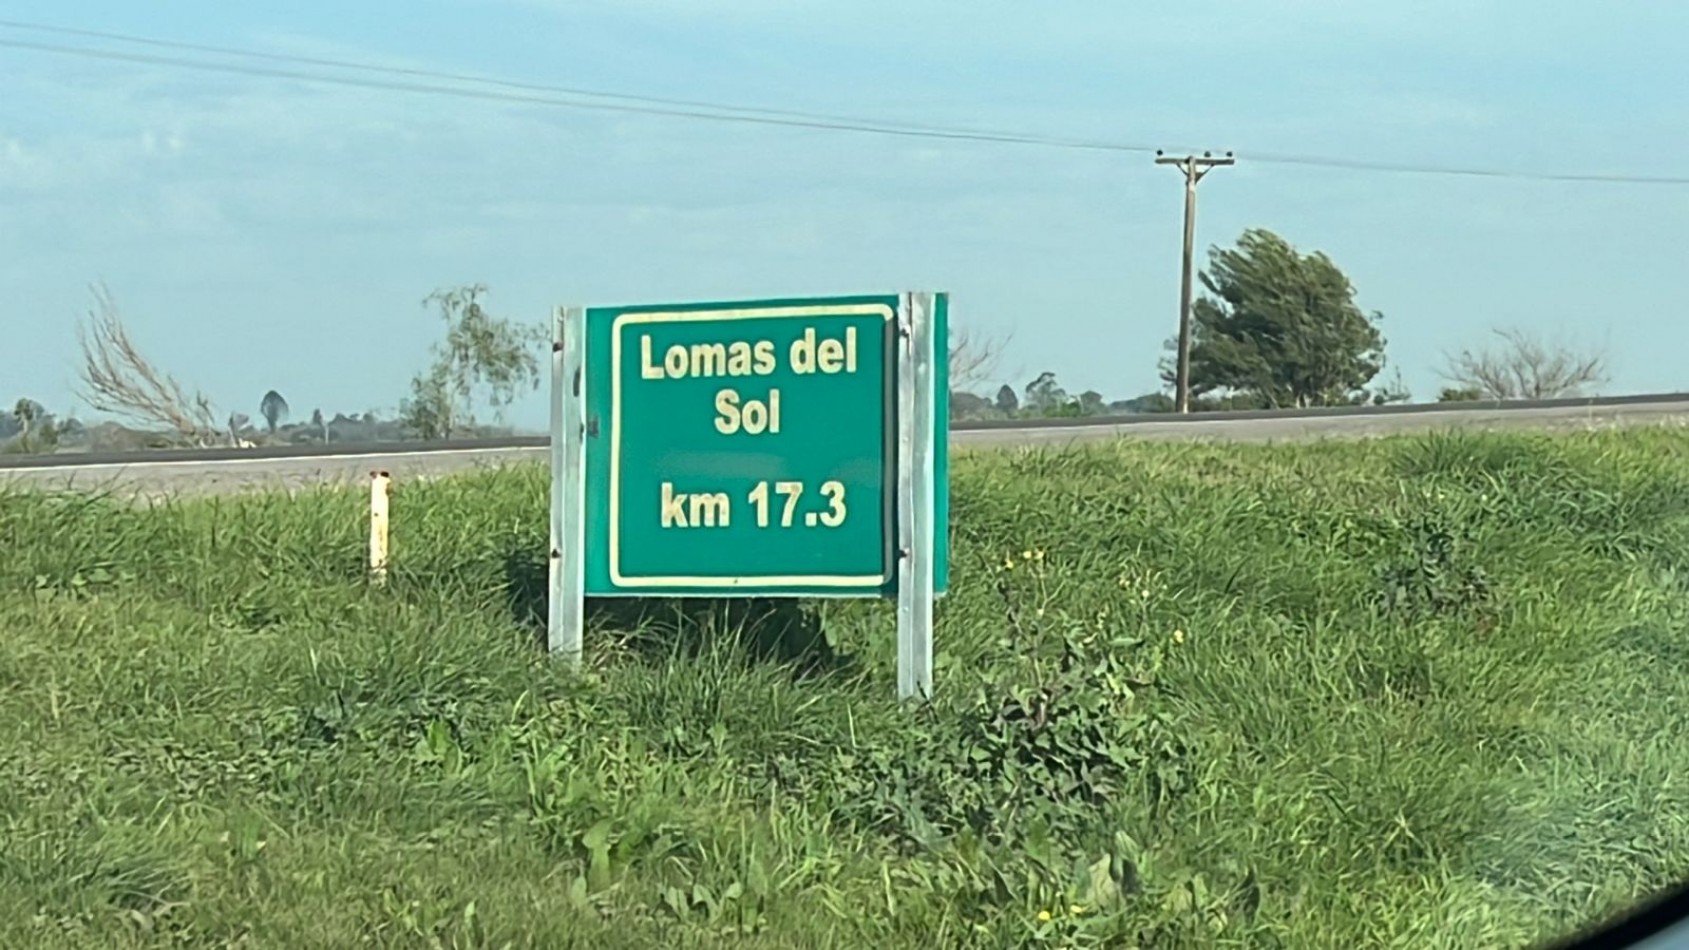 Lomas del
Sol
km 17.3